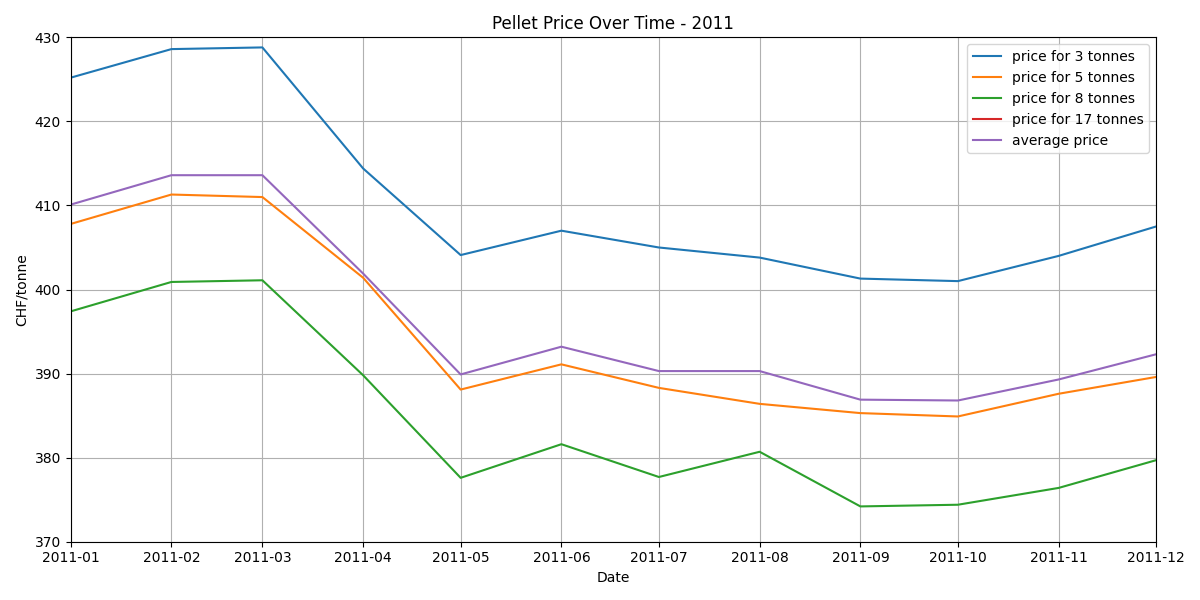 Pellet Price Over Time - 2011
430
420
410
400
390
380
370
CHF/tonne
price for 3 tonnes
price for 5 tonnes
price for 8 tonnes
price for 17 tonnes
average price
2011-01 2011-02 2011-03 2011-04 2011-05 2011-06 2011-07 2011-08 2011-09 2011-10 2011-11 2011-12
Date